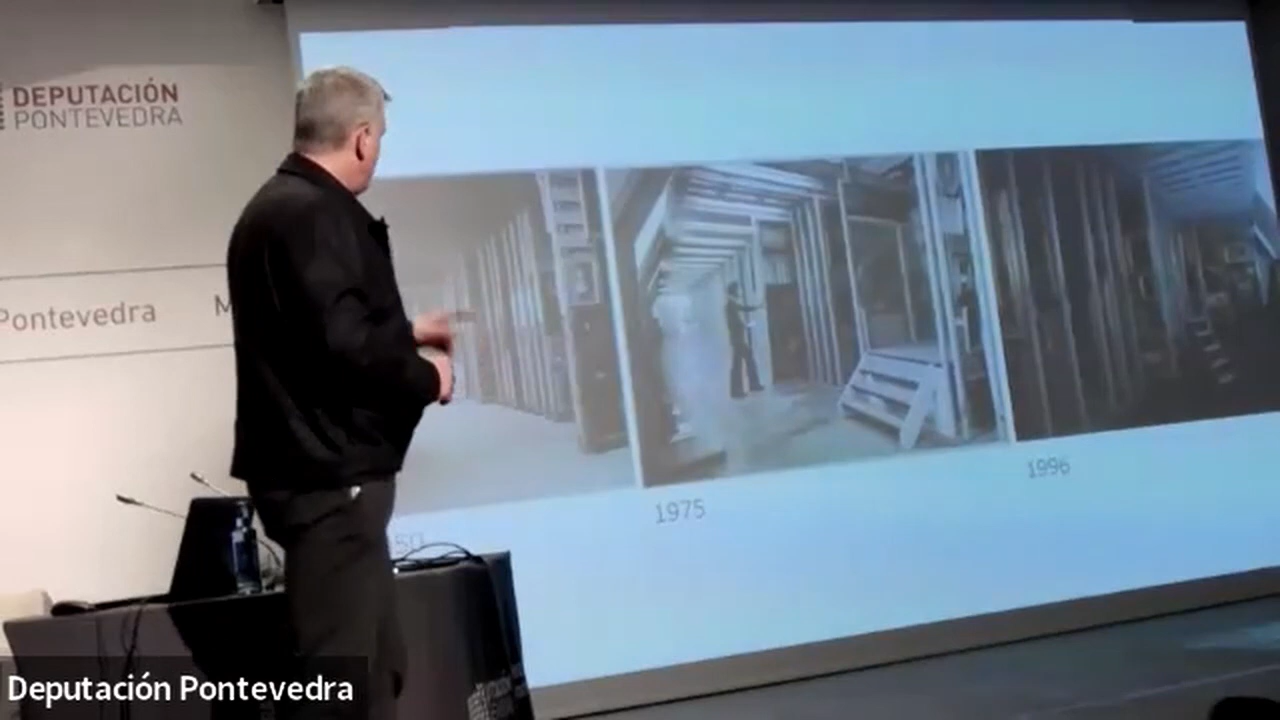 DEPUTACIÓN
PONTEVEDRA
Pontevedra M
1975
1996
Deputación Pontevedra